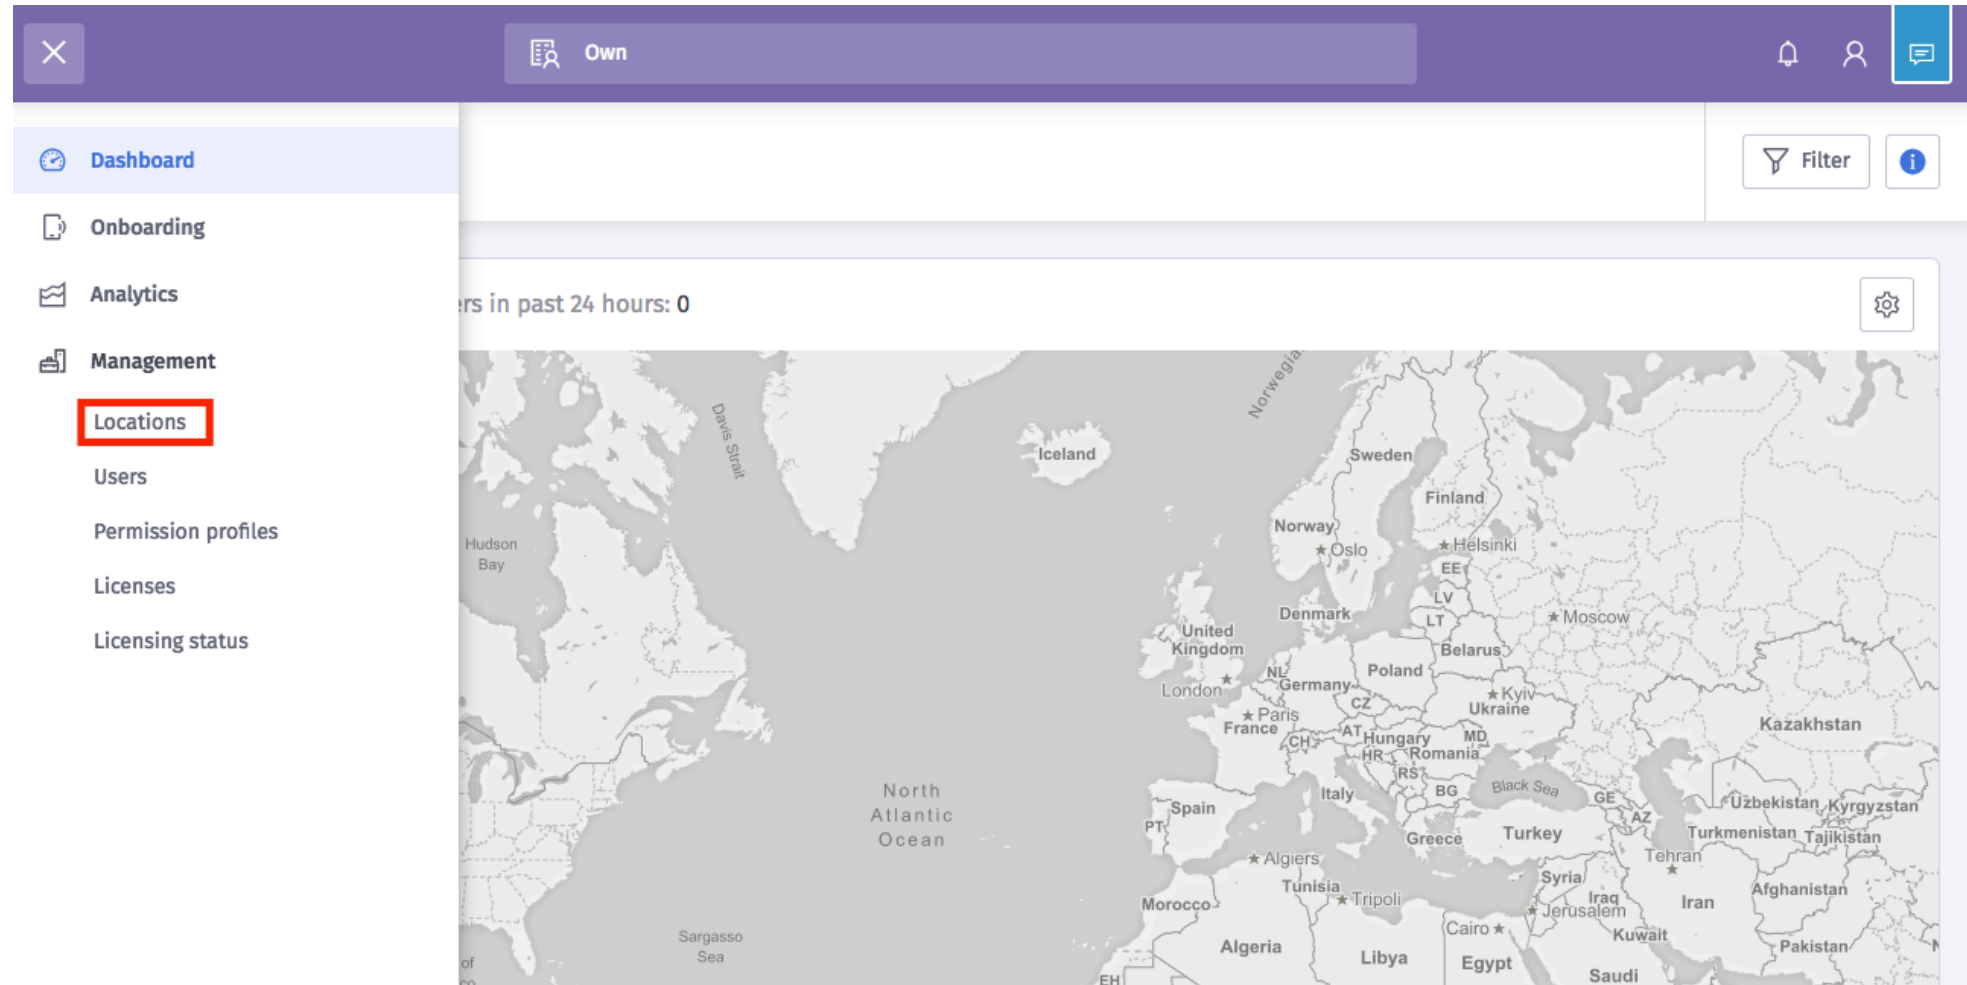 Own
Dashboard
Filter
Onboarding
Analytics
rs in past 24 hours: 0
Management
Locations
Users
Permission profiles
Licenses
Licensing status
Norwegia
Davis Strait
Iceland
Sweden
Finland
Norway
Oslo
Helsinki
Hudson
Bay
EE
LV
LT
Denmark
Moscow
United
Kingdom
Belarus
NL
Poland
London
Germany
CZ
Kyiv
Ukraine
Paris
France
Kazakhstan
CH
AT
Hungary
MD
HR
Romania
RS
BG
Black Sea
GE
Italy
North
Atlantic
Ocean
Spain
PT
Uzbekistan
Kyrgyzstan
AZ
Greece
Turkey
Turkmenistan
Tajikistan
Algiers
Tehran
Tunisia
Tripoli
Syria
Iraq
Iran
Afghanistan
Morocco
Jerusalem
Cairo
Kuwait
Sargasso
Sea
Algeria
Libya
Egypt
Pakistan
of
EH
Saudi